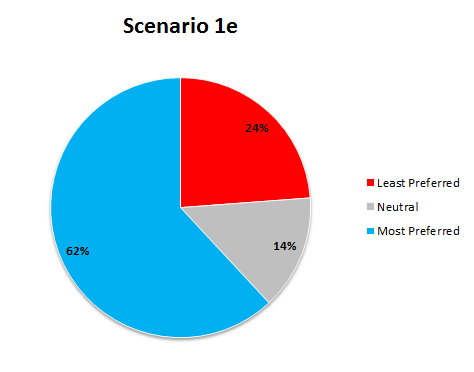 Scenario 1e
24%
14%
62%
Least Preferred
Neutral
Most Preferred